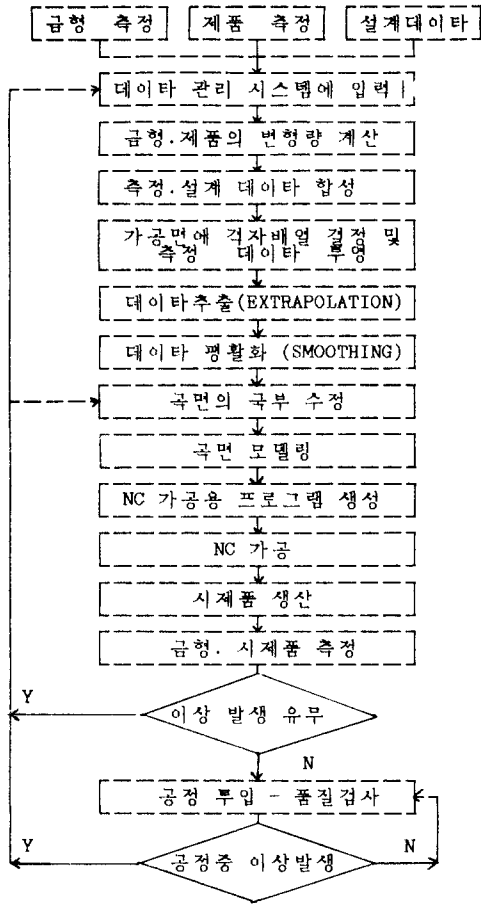 금형 측정
제품 측정
설계데이타
데이타 관리 시스템에 입력
금형.제품의 변형량 계산
측정.설계 데이타 합성
가공면에 격자배열 결정 및
측정 데이타 투영
데이타추출(EXTRAPOLATION)
데이타 평활화 (SMOOTHING)
곡면의 국부 수정
곡면 모델링
NC 가공용 프로그램 생성
NC 가공
시제품 생산
금형. 시제품 측정
Y
이상 발생 유무
N
공정 투입 - 품질검사
Y
공정중 이상발생
N